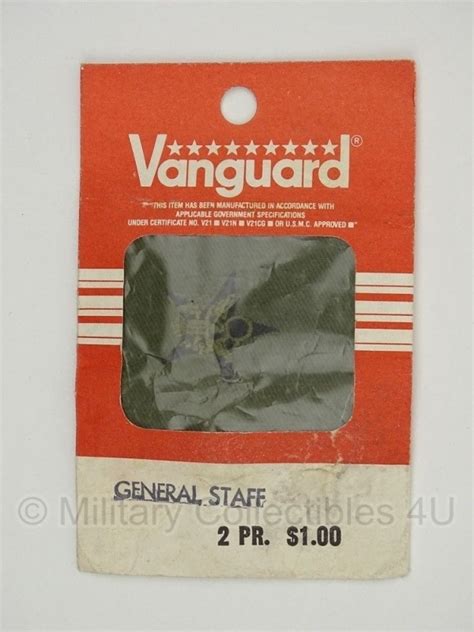 ★★★★★★★★★
Vanguard®
THIS ITEM HAS BEEN MANUFACTURED IN ACCORDANCE WITH
APPLICABLE GOVERNMENT SPECIFICATIONS
UNDER CERTIFICATE NO. V21 ■ V21N ■ V21CG ■ OR U.S.M.C. APPROVED ■
GENERAL STAFF
© Military Collectibles 4U
2 PR. $1.00